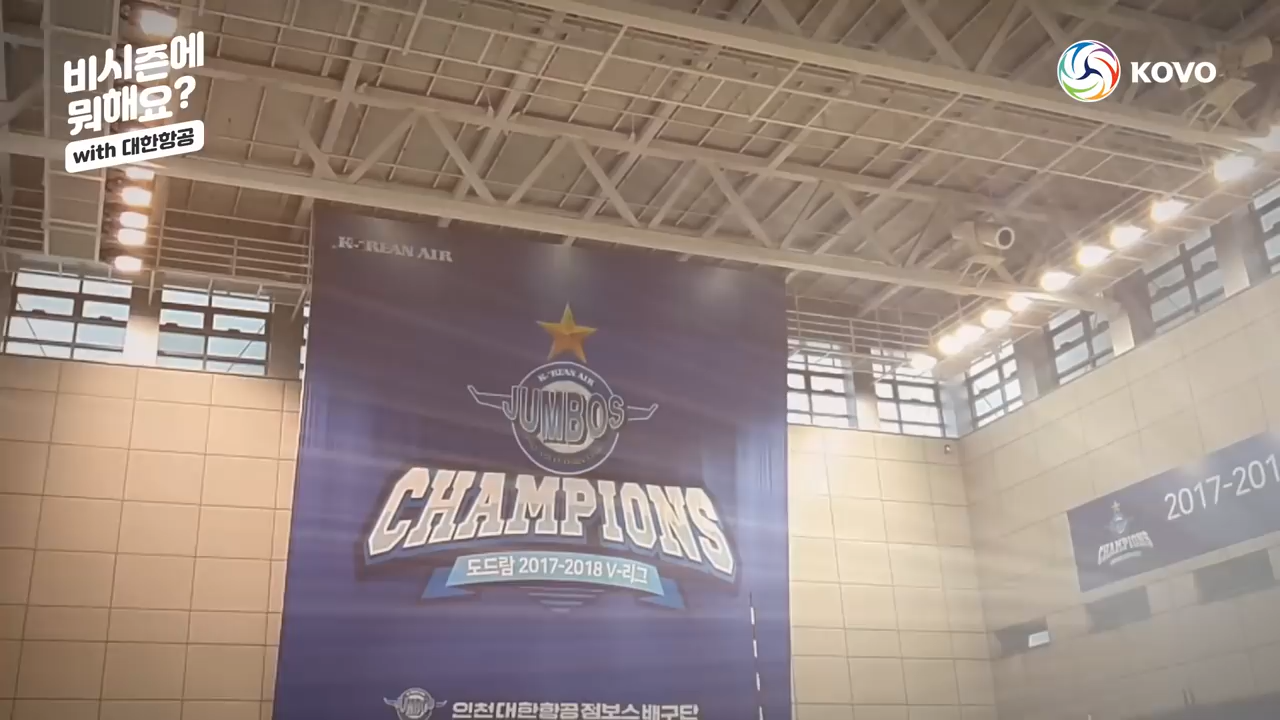 비시즌에
뭐해요?
with 대한항공
KOVO
KOREAN AIR
KOREAN AIR
JUMBOS
CHAMPIONS
도드람 2017-2018 V-리그
2017-201
CHAMPIONS
JUMBOS
인천대한항공점보스배구단